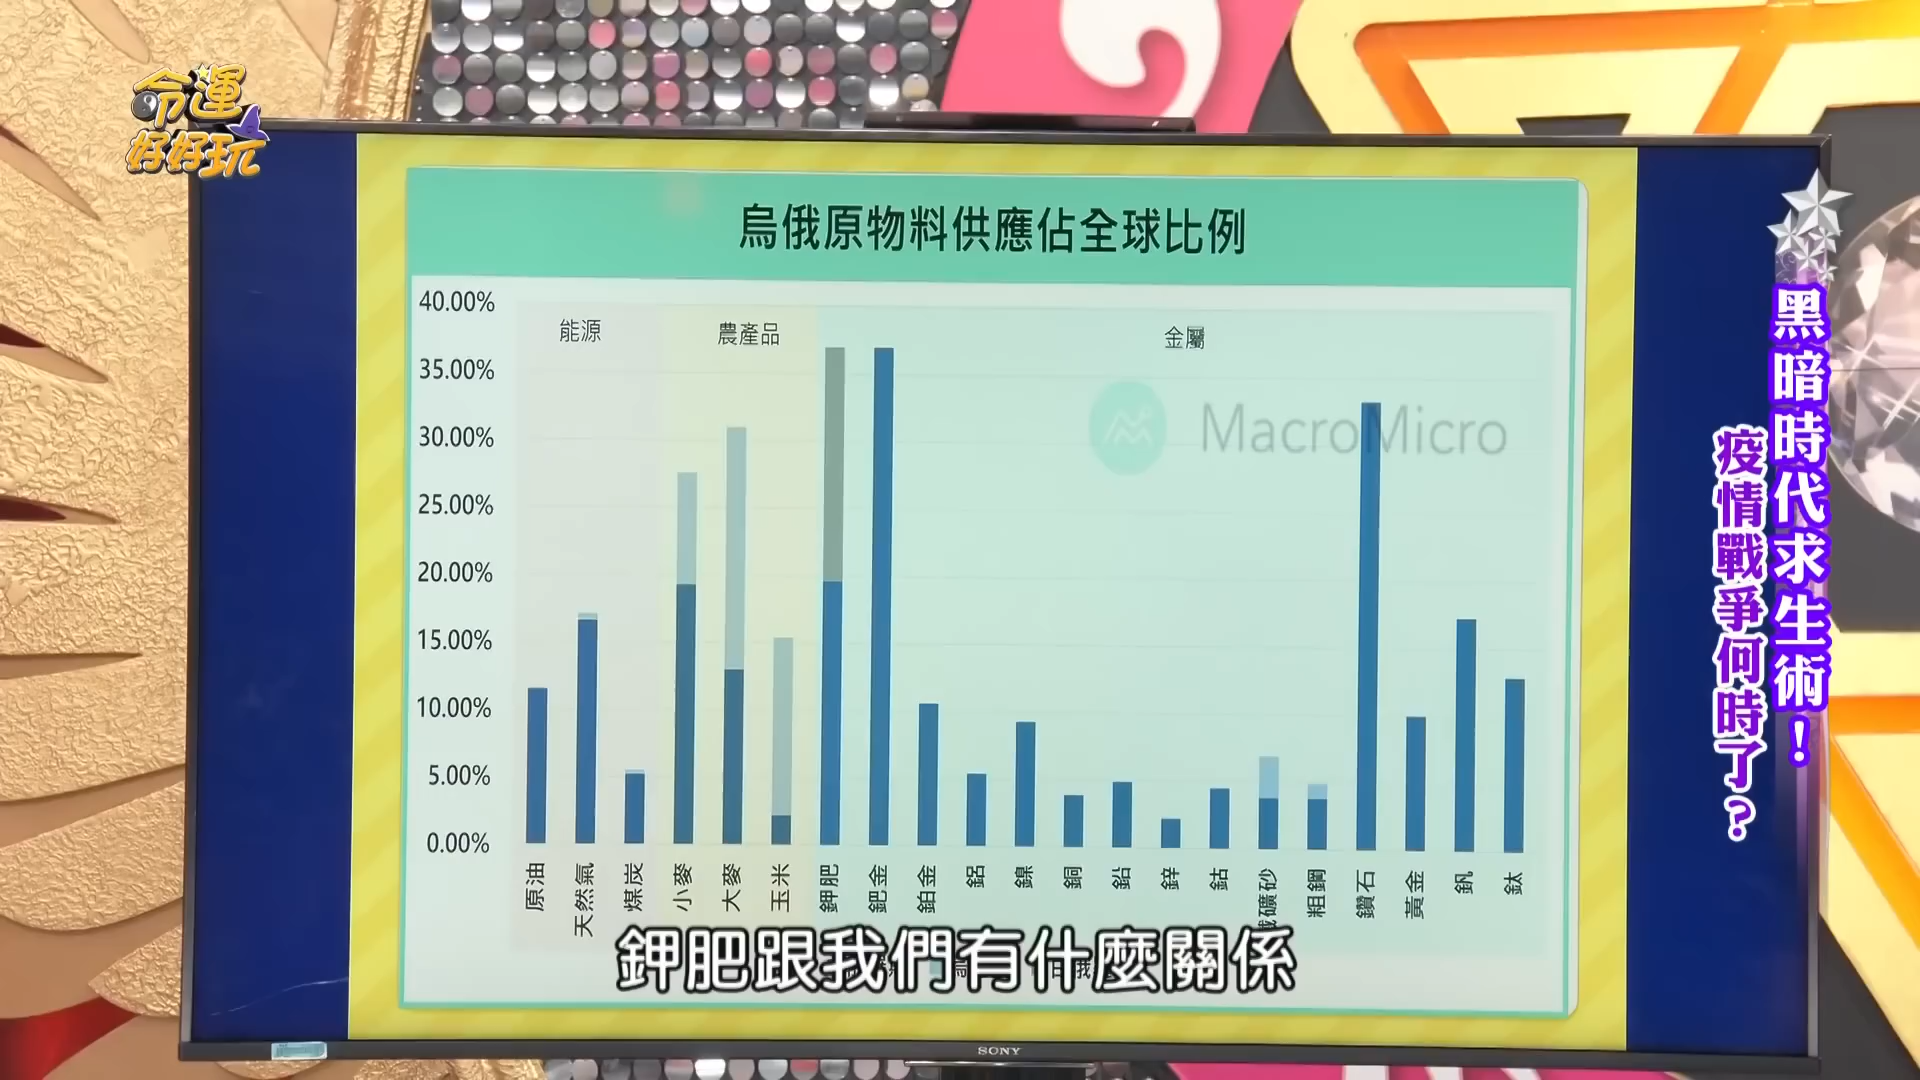 命運
好好玩
烏俄原物料供應佔全球比例
40.00%
35.00%
30.00%
25.00%
20.00%
15.00%
10.00%
5.00%
0.00%
能源
農產品
金屬
MacroMicro
原油
天然氣
煤炭
小麥
大麥
玉米
鉀肥
鈀金
鉑金
鋁
鎳
銅
鉛
鋅
鈷
鐵礦砂
粗鋼
鑽石
黃金
釩
鈦
鉀肥跟我們有什麼關係
SONY
黑暗時代求生術！
疫情戰爭何時了？